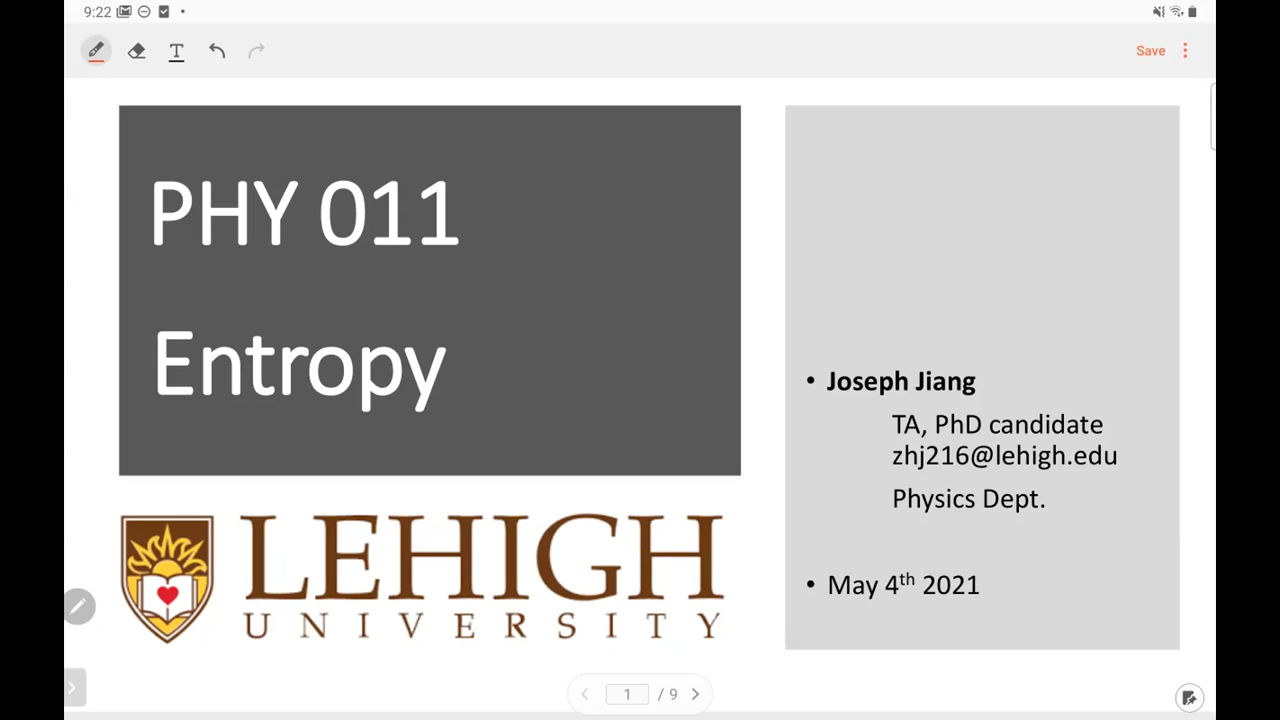 9:22
Save
PHY 011
Entropy
• Joseph Jiang
TA, PhD candidate
zhj216@lehigh.edu
Physics Dept.
• May 4th 2021
LEHIGH
UNIVERSITY
1 / 9